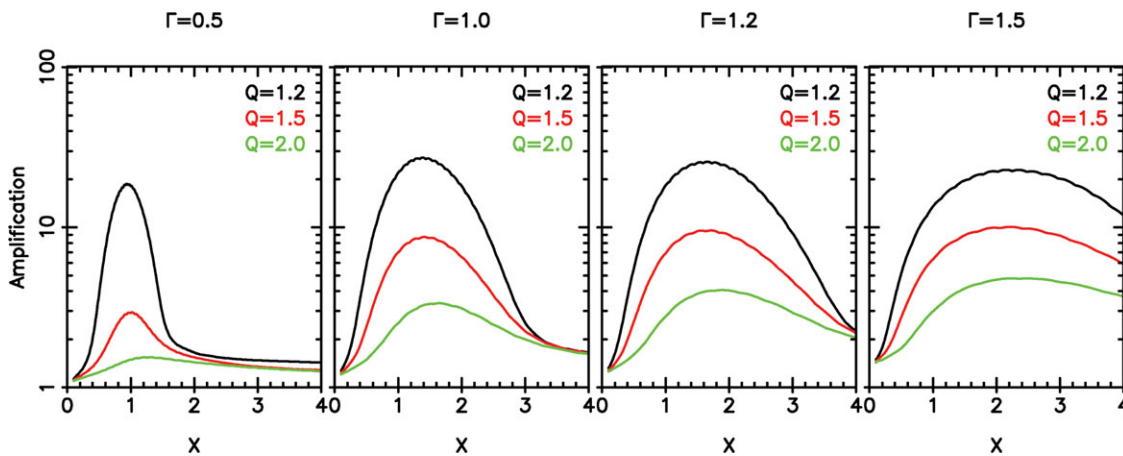 Γ=0.5 Γ=1.0 Γ=1.2 Γ=1.5
100
10
1
Amplification
Q=1.2
Q=1.5
Q=2.0
Q=1.2
Q=1.5
Q=2.0
Q=1.2
Q=1.5
Q=2.0
Q=1.2
Q=1.5
Q=2.0
0 1 2 3 40 1 2 3 40 1 2 3 40 1 2 3 4
X X X X